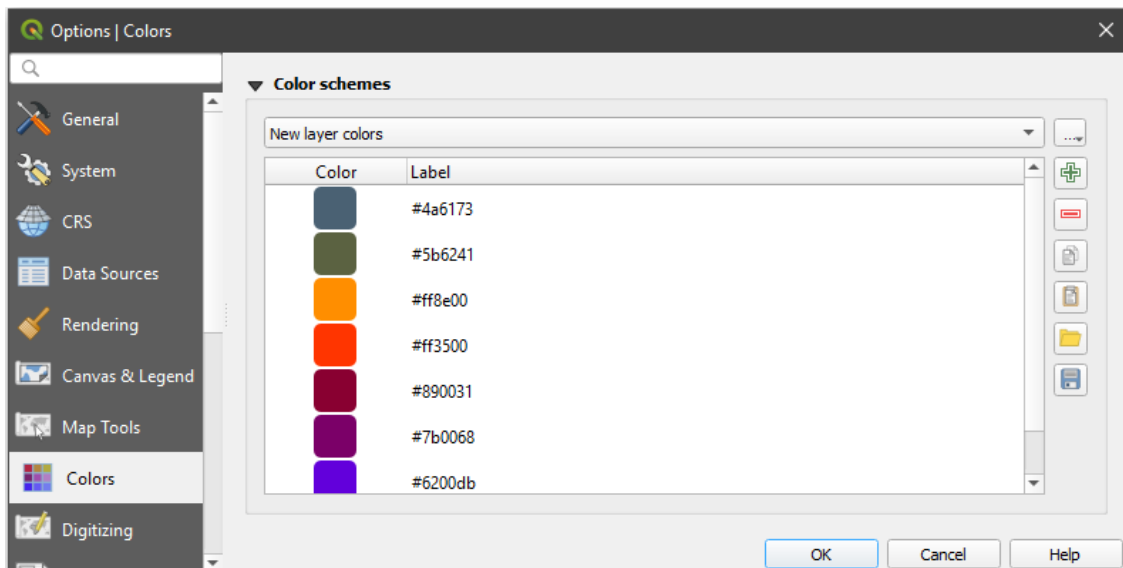 Options | Colors
General
System
CRS
Data Sources
Rendering
Canvas & Legend
Map Tools
Colors
Digitizing
Color schemes
New layer colors
...
Color Label
#4a6173
#5b6241
#ff8e00
#ff3500
#890031
#7b0068
#6200db
OK Cancel Help